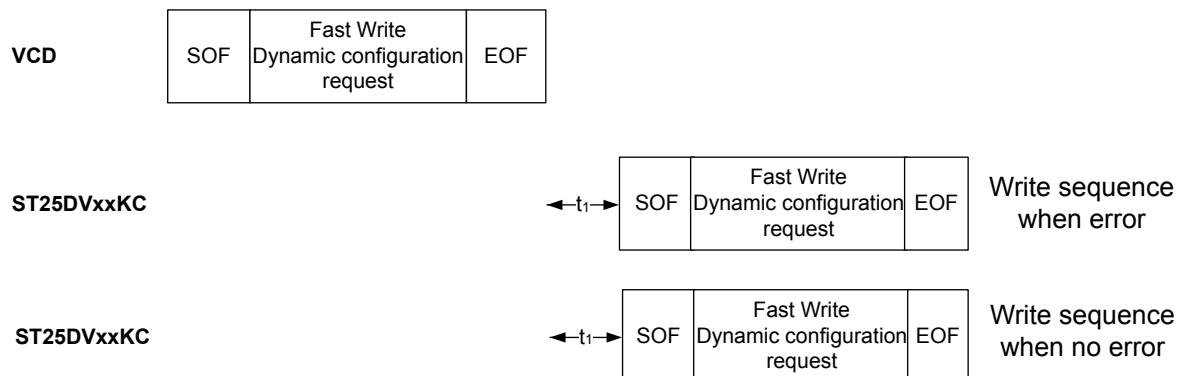 VCD
SOF
Fast Write
Dynamic configuration
request
EOF
ST25DVxxKC
t1
SOF
Fast Write
Dynamic configuration
request
EOF
Write sequence
when error
ST25DVxxKC
t1
SOF
Fast Write
Dynamic configuration
request
EOF
Write sequence
when no error